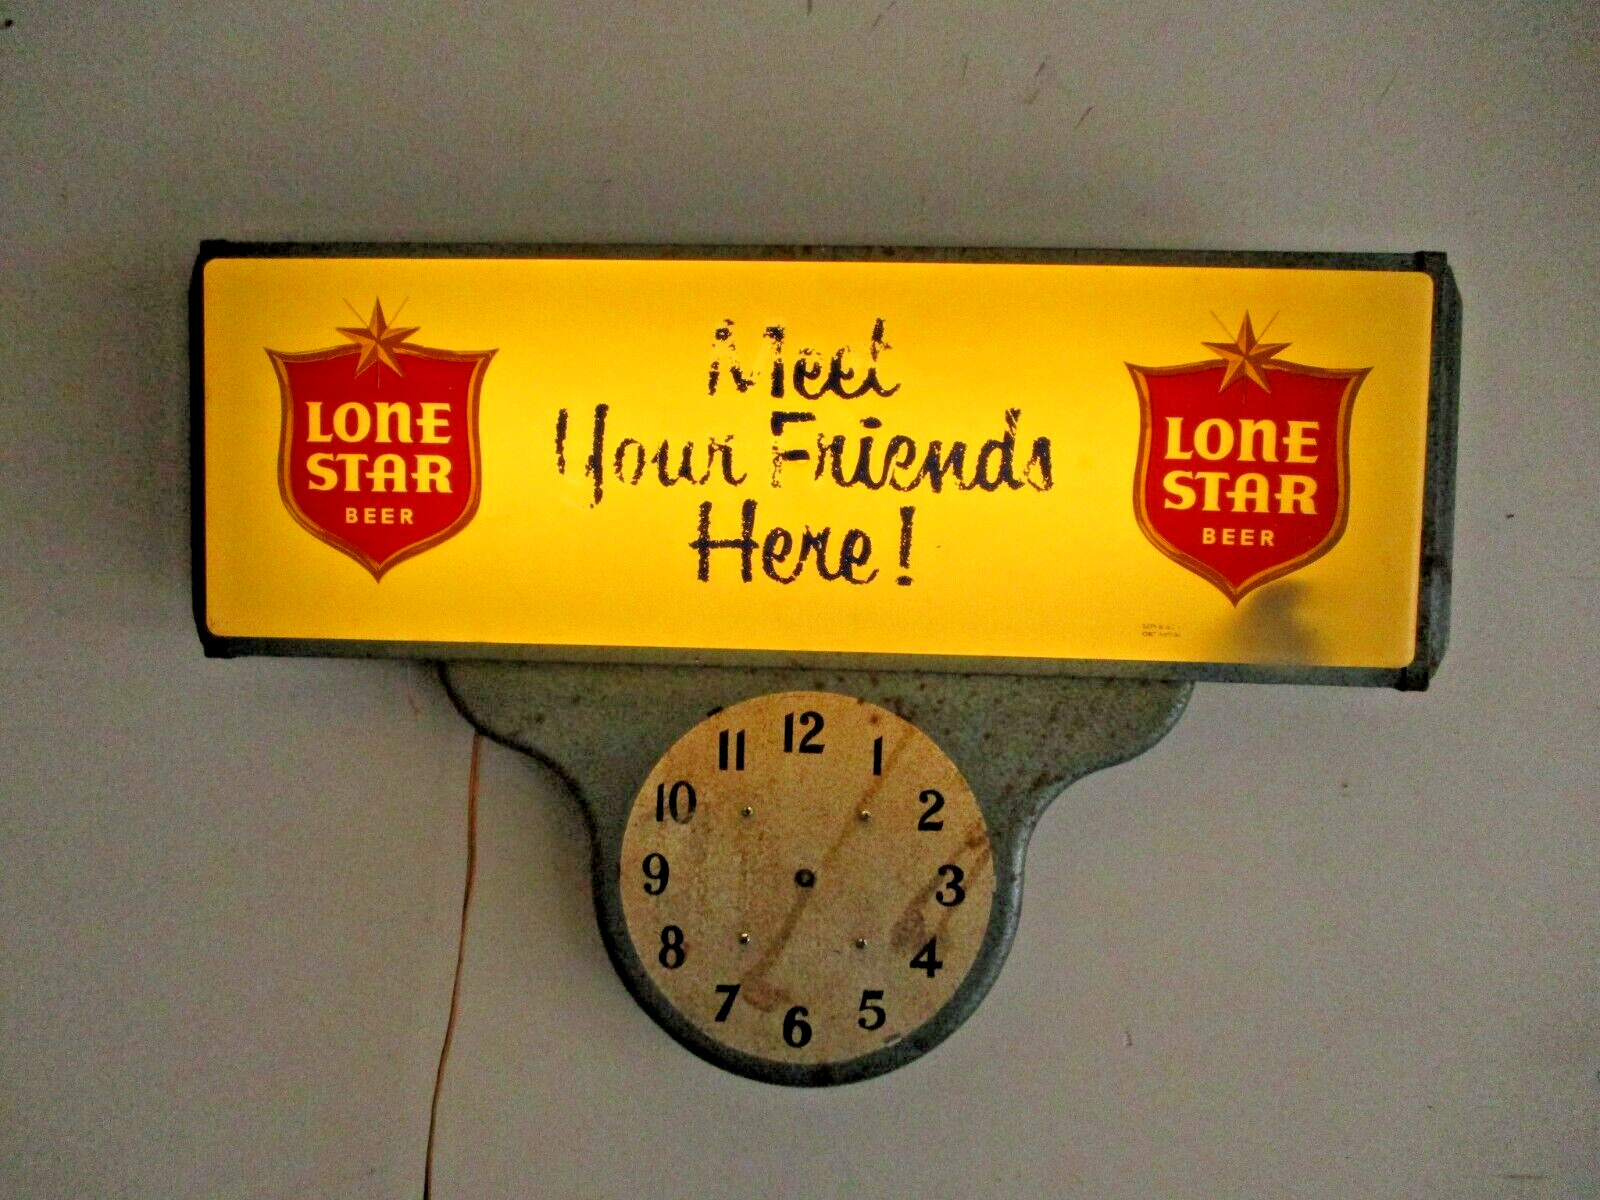 LONE
STAR
BEER
Meet
Your Friends
Here!
LONE
STAR
BEER
12
1
2
3
4
5
6
7
8
9
10
11